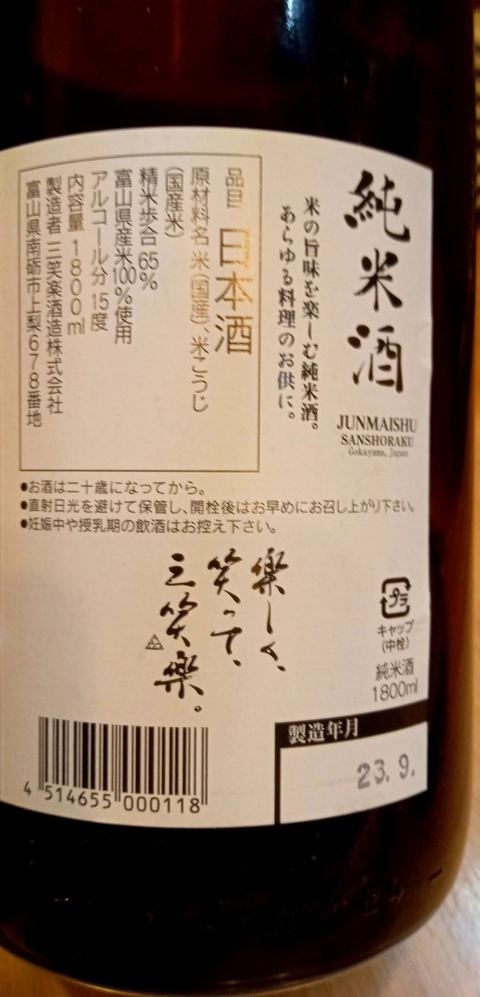 純米酒
JUNMAISHU
SANSHORAKU
Gokayama, Japan
米の旨味を楽しむ純米酒。
あらゆる料理のお供に。
品目 日本酒
原材料名 米(国産)、米こうじ
(国産米)
精米歩合 65%
富山県産米100%使用
アルコール分 15度
内容量 1800ml
製造者 三笑楽酒造株式会社
富山県南砺市上梨678番地
●お酒は二十歳になってから。
●直射日光を避けて保管し、開栓後はお早めにお召し上がり下さい。
●妊娠中や授乳期の飲酒はお控え下さい。
楽しく、
笑って、
三笑樂。
プラ
キャップ
(中栓)
純米酒
1800ml
製造年月
23.9.
4 514655 000118